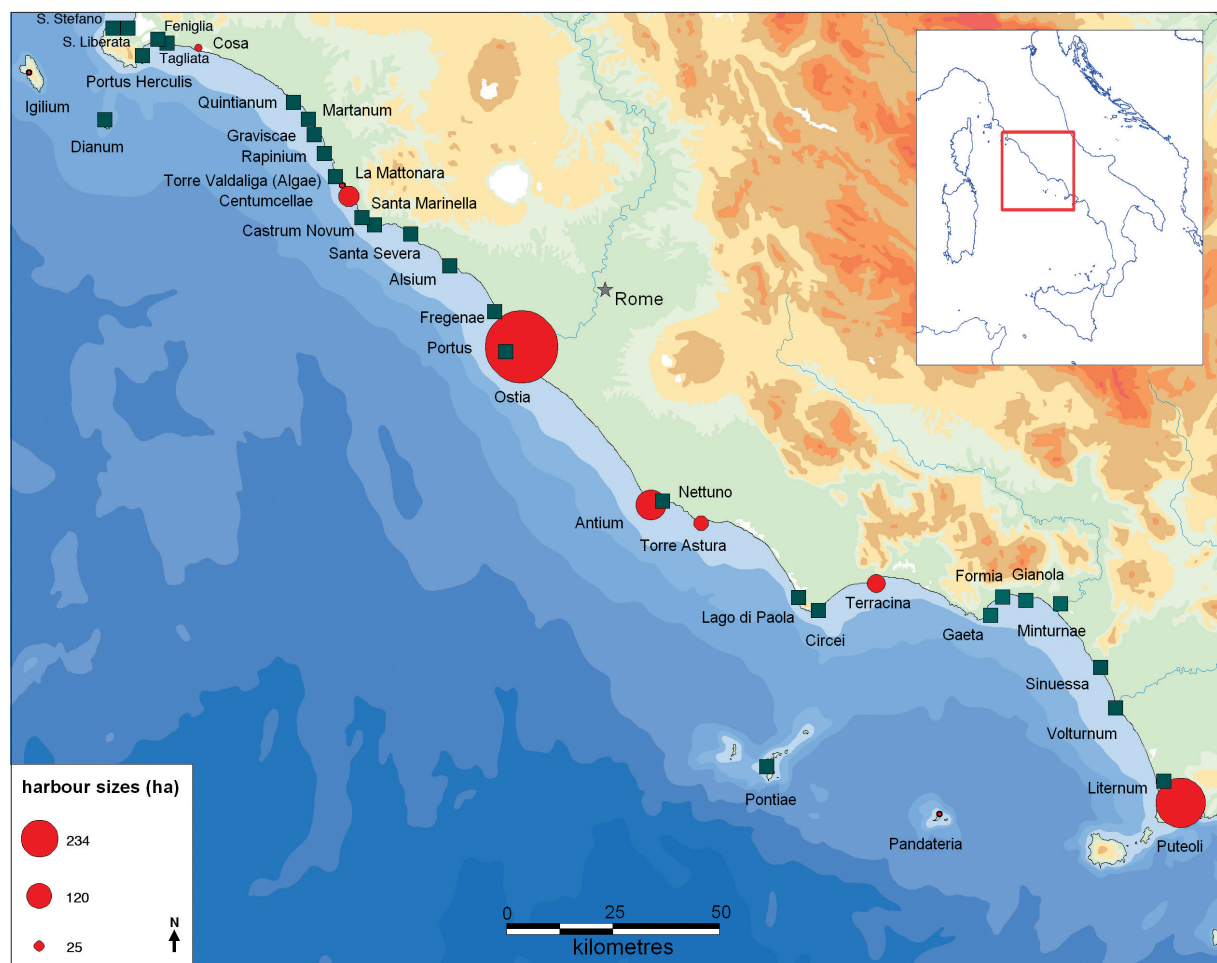 S. Stefano
Feniglia
S. Liberata
Cosa
Tagliata
Portus Herculis
Igilium
Quintianum
Martanum
Dianum
Graviscae
Rapinium
La Mattonara
Torre Valdaliga (Algae)
Centumcellae
Santa Marinella
Castrum Novum
Santa Severa
Alsium
Rome
Fregenae
Portus
Ostia
Nettuno
Antium
Torre Astura
Formia
Gianola
Terracina
Lago di Paola
Circei
Gaeta
Minturnae
Sinuessa
Volturnum
Liternum
Pontiae
Pandateria
Puteoli
harbour sizes (ha)
234
120
25
N
0 25 50
kilometres